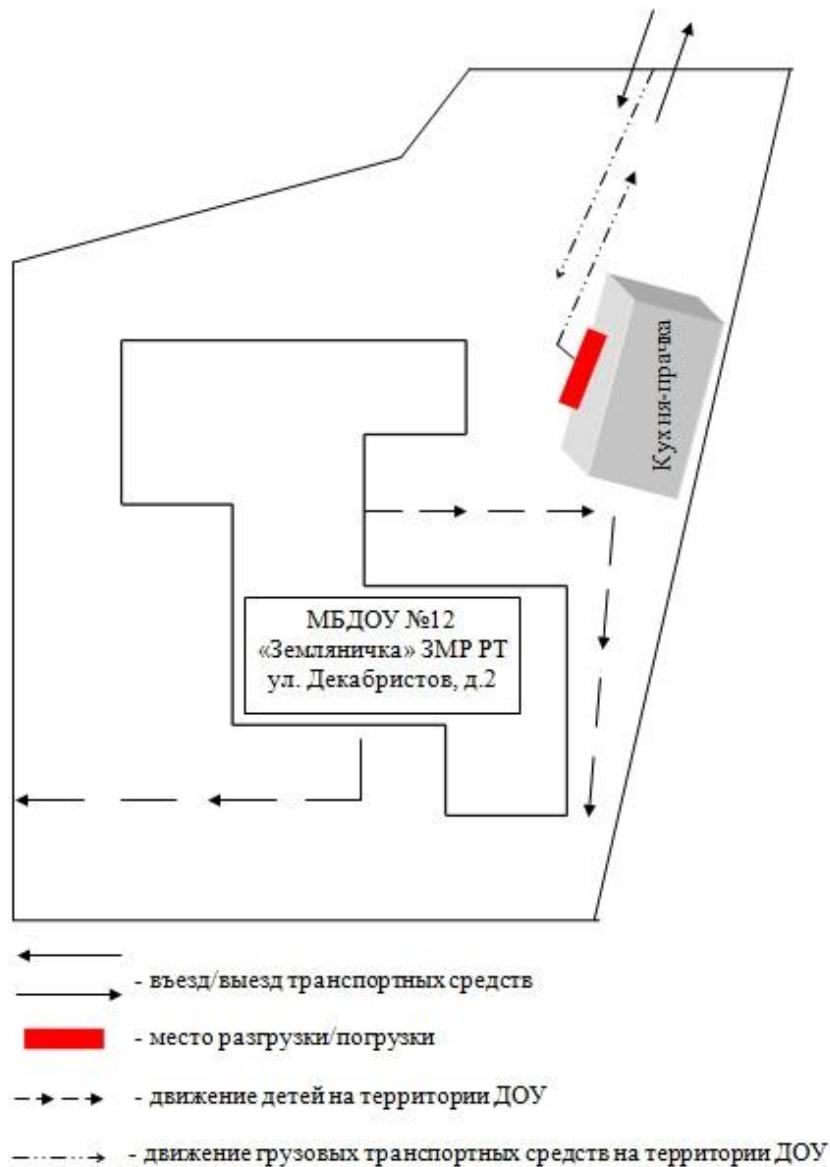 Кухня-прачка
МБДОУ №12
«Земляничка» ЗМР РТ
ул. Декабристов, д.2
- въезд/выезд транспортных средств
- место разгрузки/погрузки
- движение детей на территории ДОУ
- движение грузовых транспортных средств на территории ДОУ